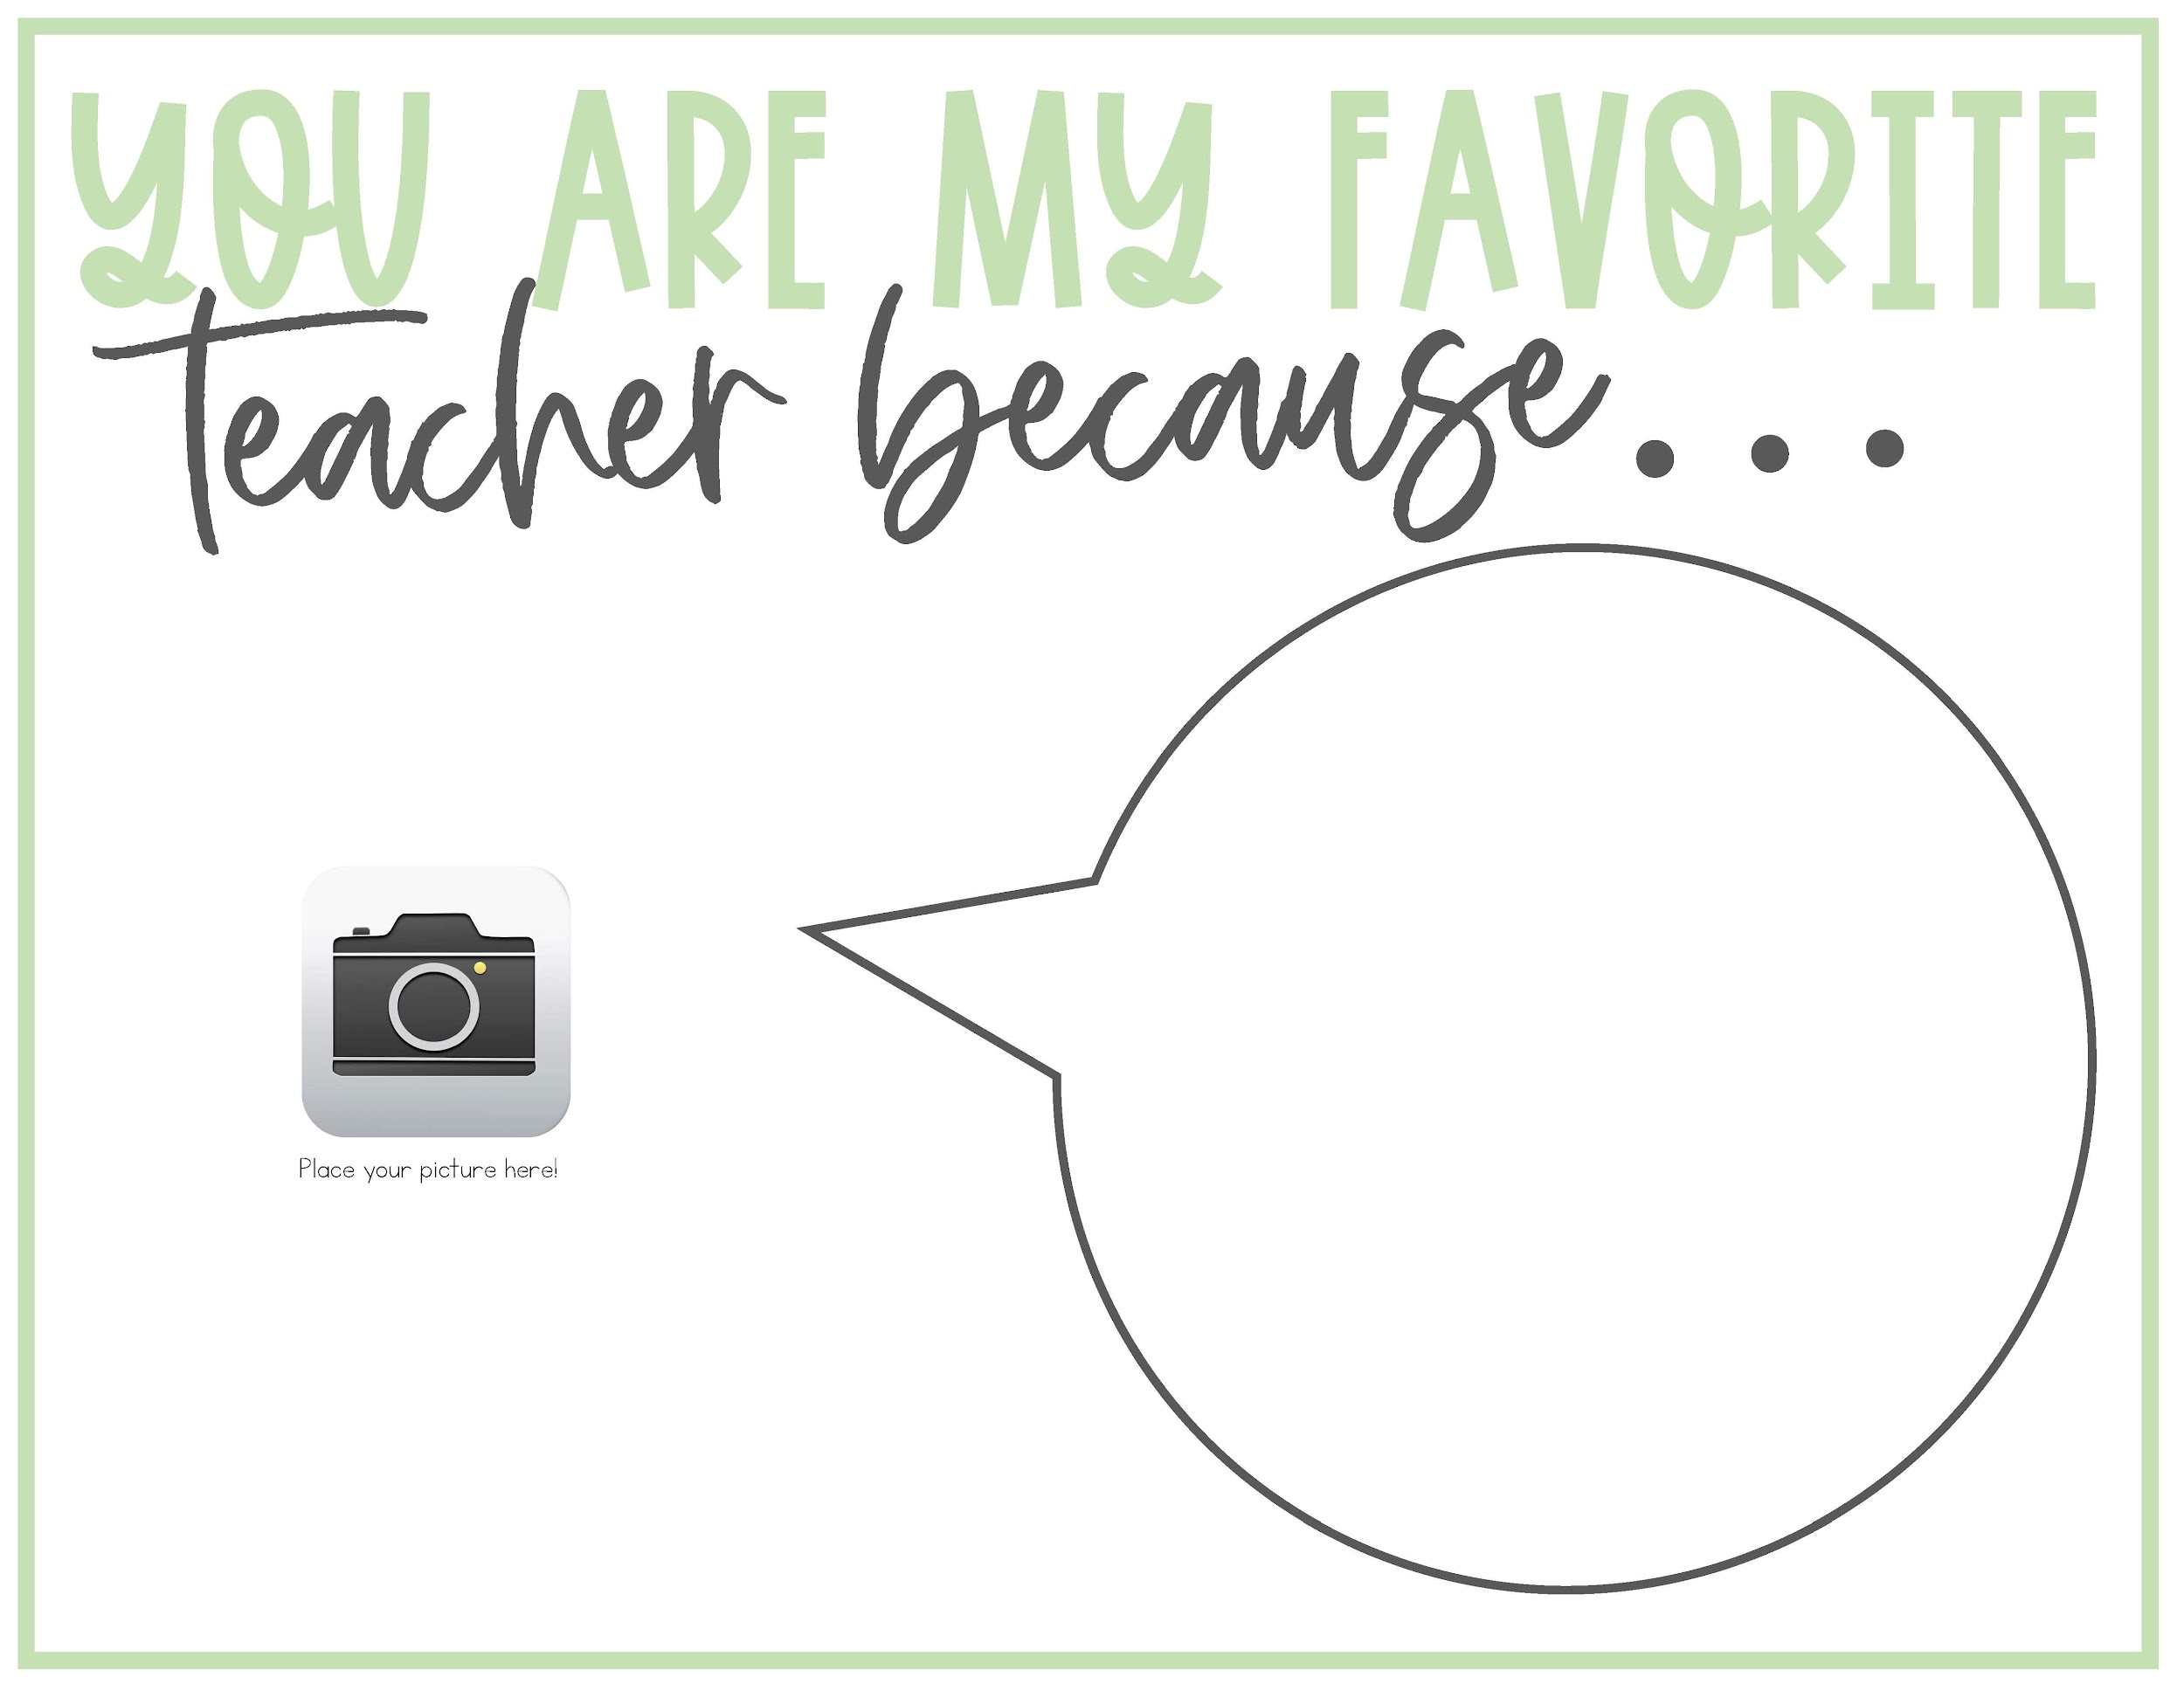 YOU ARE MY FAVORITE
Teacher because . . .
Place your picture here!